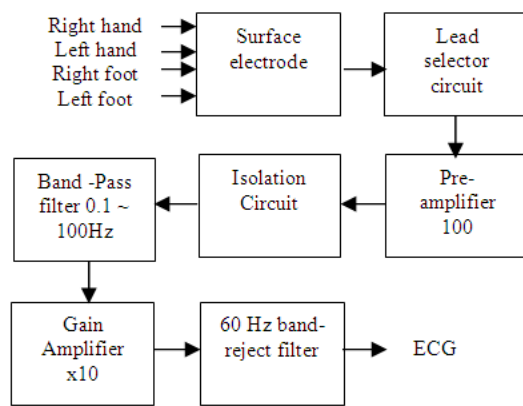 Right hand
Left hand
Right foot
Left foot
Surface
electrode
Lead
selector
circuit
Pre-
amplifier
100
Isolation
Circuit
Band -Pass
filter 0.1 ~
100Hz
Gain
Amplifier
x10
60 Hz band-
reject filter
ECG